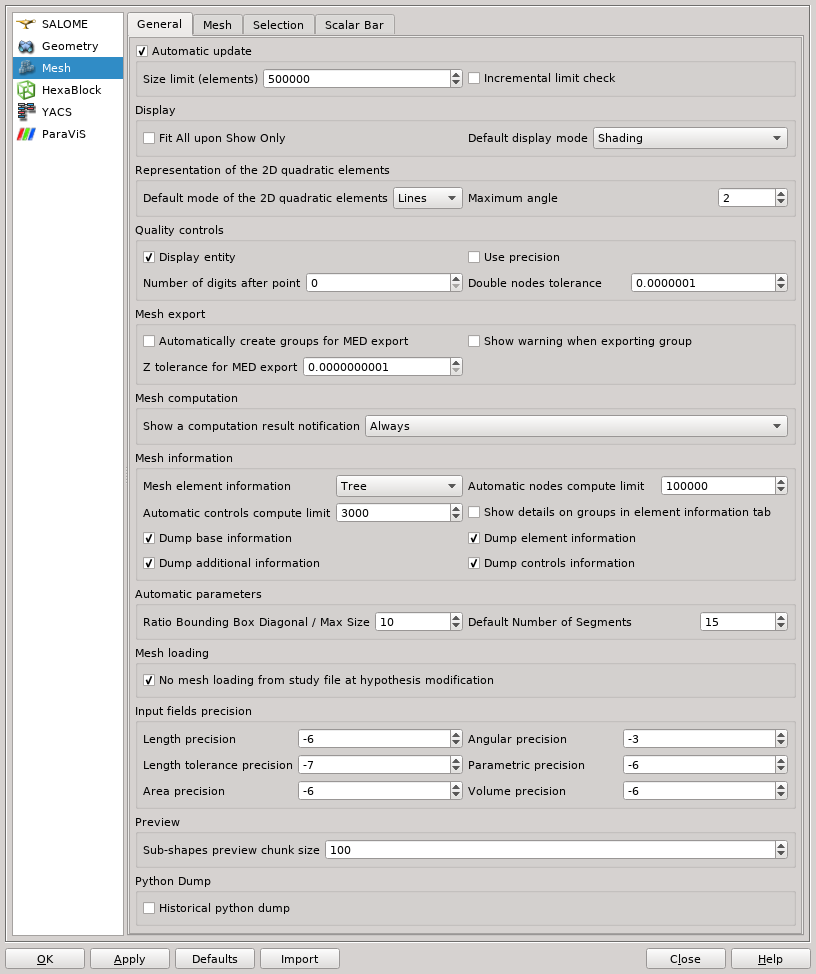 SALOME
Geometry
Mesh
HexaBlock
YACS
ParaViS
General Mesh Selection Scalar Bar
Automatic update
Size limit (elements) 500000 Incremental limit check
Display
Fit All upon Show Only Default display mode Shading
Representation of the 2D quadratic elements
Default mode of the 2D quadratic elements Lines Maximum angle 2
Quality controls
Display entity Use precision
Number of digits after point 0 Double nodes tolerance 0.0000001
Mesh export
Automatically create groups for MED export Show warning when exporting group
Z tolerance for MED export 0.0000000001
Mesh computation
Show a computation result notification Always
Mesh information
Mesh element information Tree Automatic nodes compute limit 100000
Automatic controls compute limit 3000 Show details on groups in element information tab
Dump base information Dump element information
Dump additional information Dump controls information
Automatic parameters
Ratio Bounding Box Diagonal / Max Size 10 Default Number of Segments 15
Mesh loading
No mesh loading from study file at hypothesis modification
Input fields precision
Length precision -6 Angular precision -3
Length tolerance precision -7 Parametric precision -6
Area precision -6 Volume precision -6
Preview
Sub-shapes preview chunk size 100
Python Dump
Historical python dump
OK Apply Defaults Import Close Help